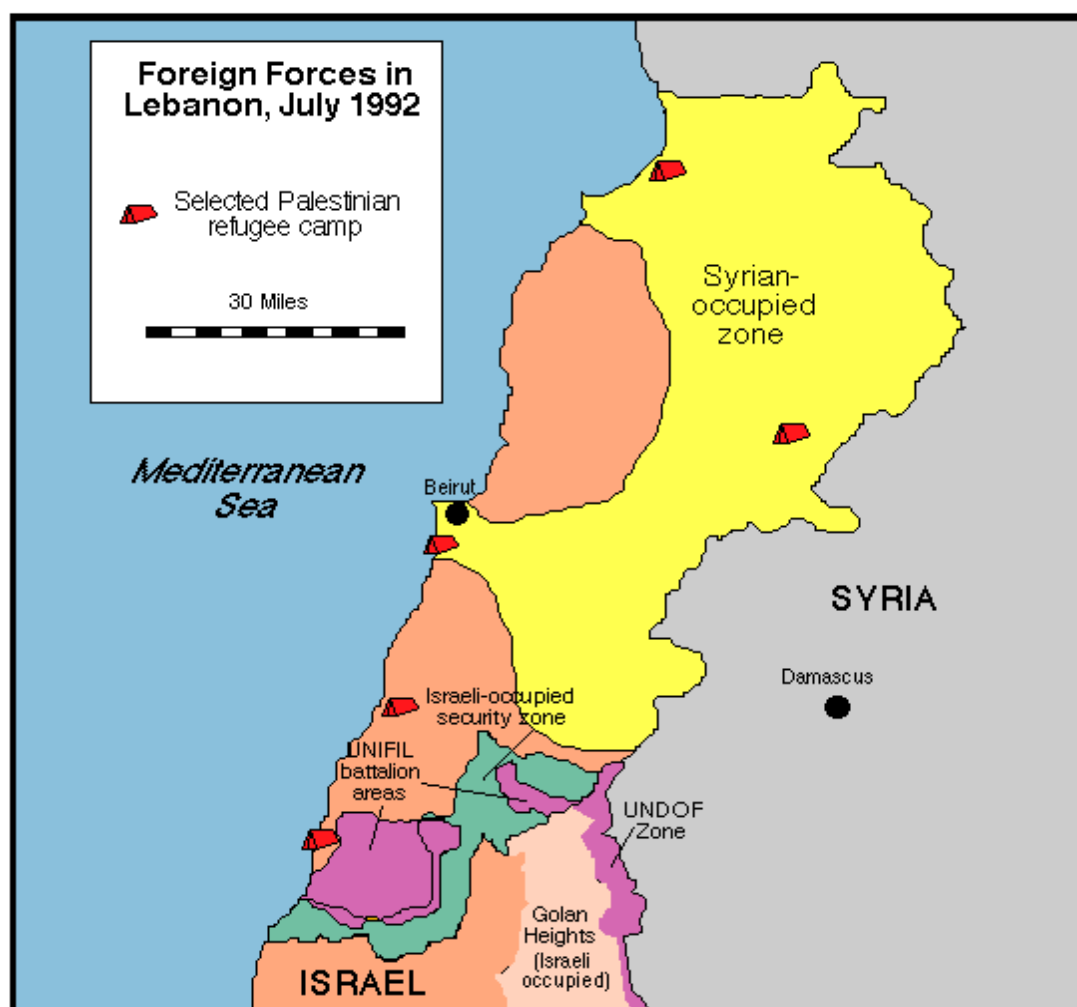 Foreign Forces in
Lebanon, July 1992
Selected Palestinian
refugee camp
30 Miles
Syrian-
occupied
zone
Mediterranean
Sea
Beirut
SYRIA
Damascus
Israeli-occupied
security zone
UNIFIL
battalion
areas
UNDOF
Zone
Golan
Heights
(Israeli
occupied)
ISRAEL